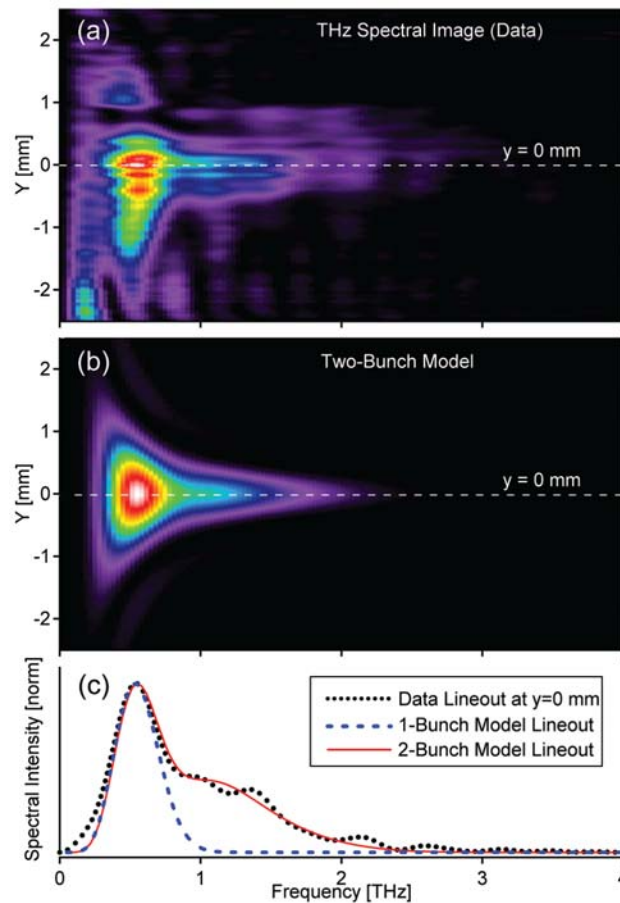 (a) THz Spectral Image (Data)
2
1
0
-1
-2
Y [mm]
y = 0 mm
(b) Two-Bunch Model
2
1
0
-1
-2
Y [mm]
y = 0 mm
(c)
Data Lineout at y=0 mm
1-Bunch Model Lineout
2-Bunch Model Lineout
Spectral Intensity [norm]
0 1 2 3 4
Frequency [THz]